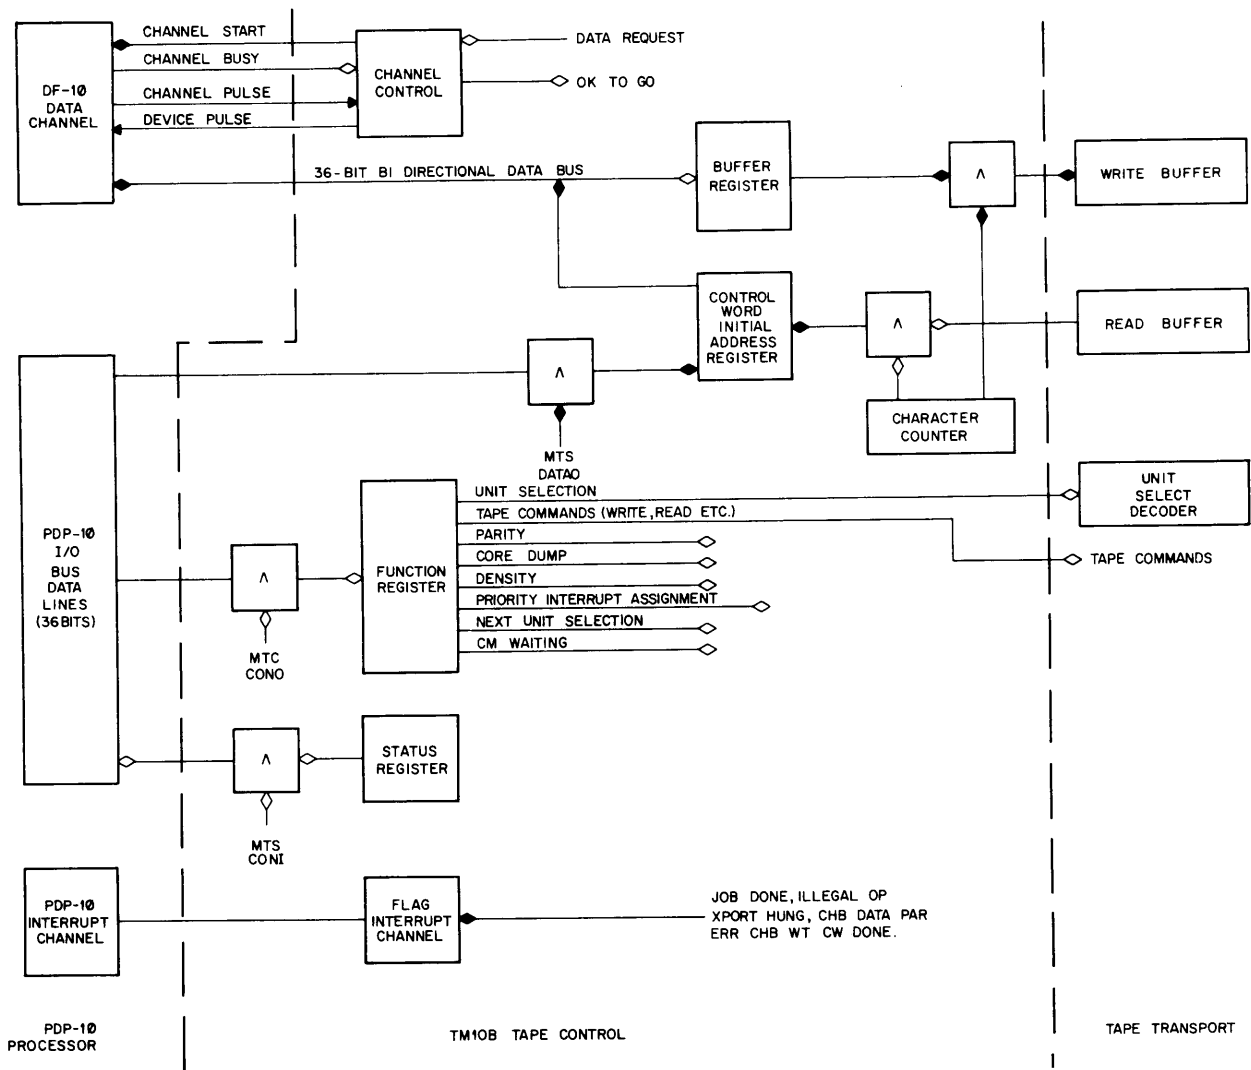 CHANNEL START
CHANNEL BUSY
CHANNEL PULSE
DEVICE PULSE
DF-10
DATA
CHANNEL
CHANNEL
CONTROL
DATA REQUEST
OK TO GO
36-BIT BI DIRECTIONAL DATA BUS
BUFFER
REGISTER
Λ
WRITE BUFFER
CONTROL
WORD
INITIAL
ADDRESS
REGISTER
Λ
READ BUFFER
CHARACTER
COUNTER
Λ
MTS
DATAO
PDP-10
I/O
BUS
DATA
LINES
(36BITS)
Λ
MTC
CONO
FUNCTION
REGISTER
UNIT SELECTION
TAPE COMMANDS (WRITE, READ ETC.)
PARITY
CORE DUMP
DENSITY
PRIORITY INTERRUPT ASSIGNMENT
NEXT UNIT SELECTION
CM WAITING
UNIT
SELECT
DECODER
TAPE COMMANDS
Λ
MTS
CONI
STATUS
REGISTER
PDP-10
INTERRUPT
CHANNEL
FLAG
INTERRUPT
CHANNEL
JOB DONE, ILLEGAL OP
XPORT HUNG, CHB DATA PAR
ERR CHB WT CW DONE.
PDP-10
PROCESSOR
TM10B TAPE CONTROL
TAPE TRANSPORT